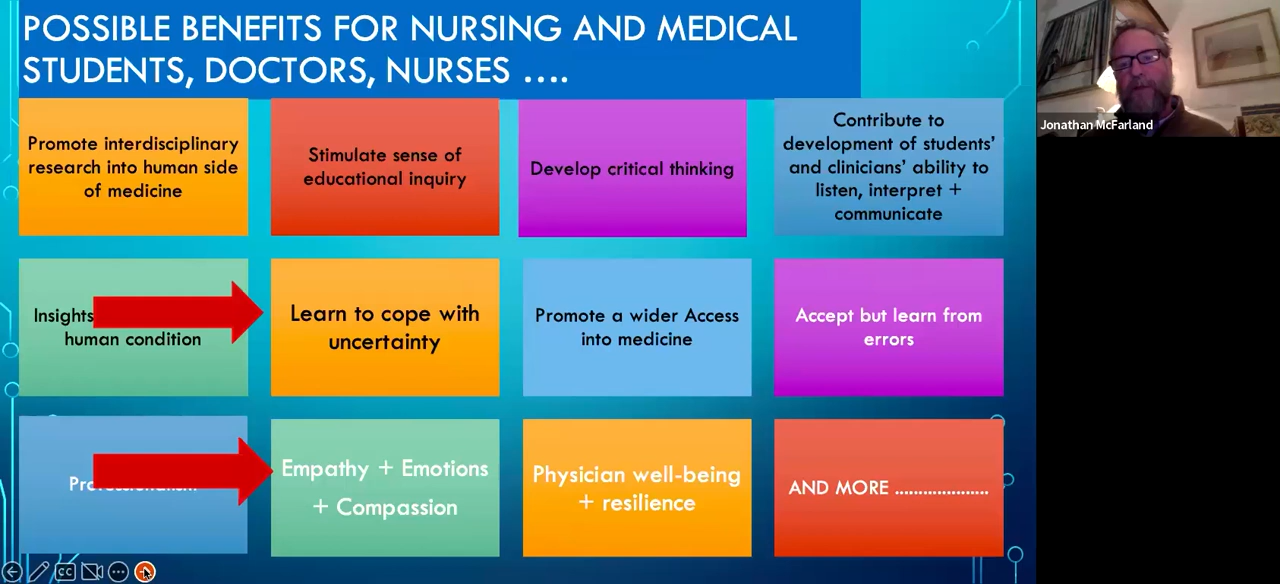 POSSIBLE BENEFITS FOR NURSING AND MEDICAL
STUDENTS, DOCTORS, NURSES ....
Promote interdisciplinary
research into human side
of medicine
Stimulate sense of
educational inquiry
Develop critical thinking
Contribute to
development of students'
and clinicians' ability to
listen, interpret +
communicate
Insights
human condition
Learn to cope with
uncertainty
Promote a wider Access
into medicine
Accept but learn from
errors
Empathy + Emotions
+ Compassion
Physician well-being
+ resilience
AND MORE ....................
Jonathan McFarland
CC